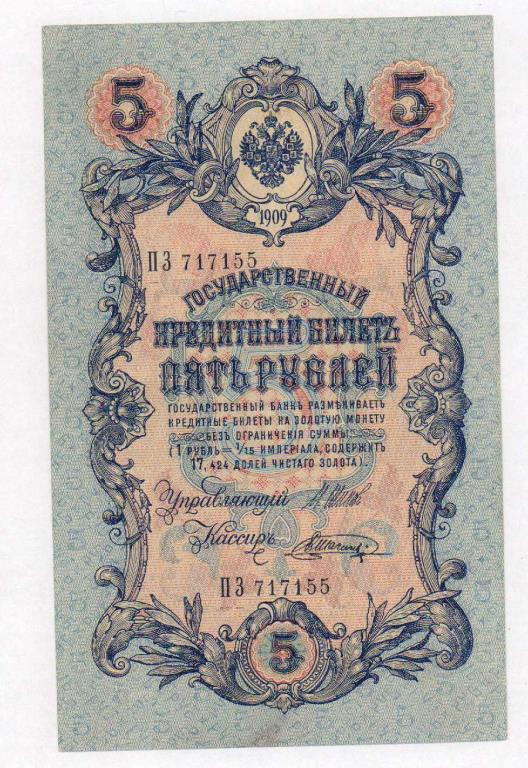 5 5
1909
ПЗ 717155
ГОСУДАРСТВЕННЫЙ
КРЕДИТНЫЙ БИЛЕТЪ
ПЯТЬ РУБЛЕЙ
ГОСУДАРСТВЕННЫЙ БАНКЪ РАЗМѢНИВАЕТЪ
КРЕДИТНЫЕ БИЛЕТЫ НА ЗОЛОТУЮ МОНЕТУ
БЕЗЪ ОГРАНИЧЕНІЯ СУММЫ
(1 РУБЛЬ = 1/15 ИМПЕРІАЛА, СОДЕРЖИТЪ
17,424 ДОЛЕЙ ЧИСТАГО ЗОЛОТА).
Управляющій
Кассиръ
ПЗ 717155
5